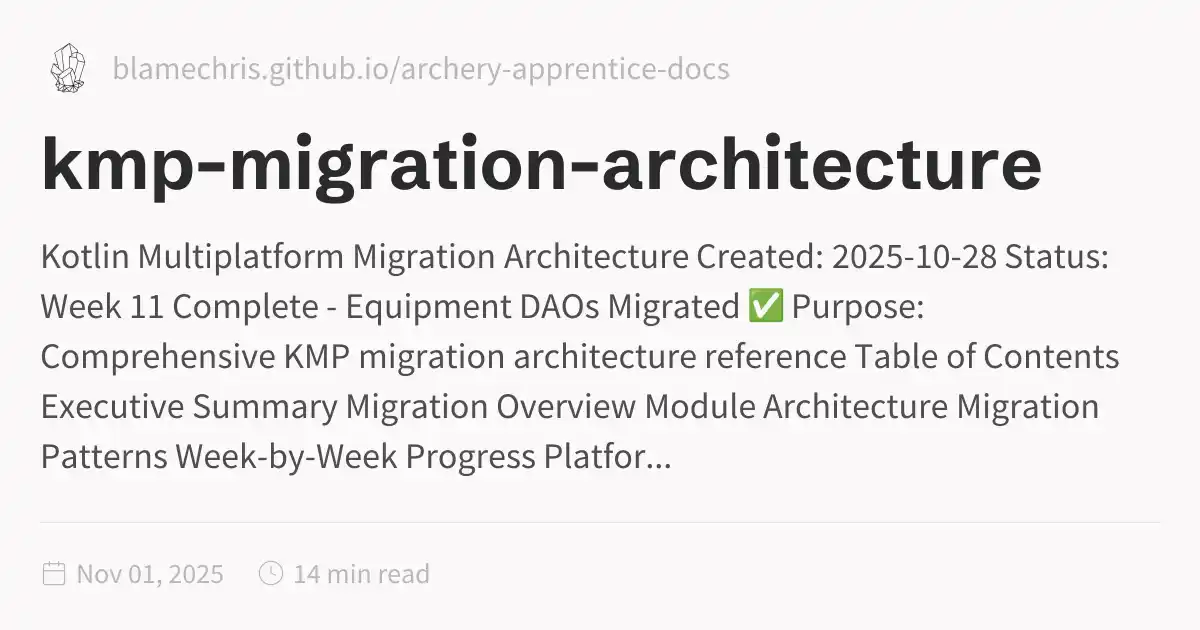 blamechris.github.io/archery-apprentice-docs
kmp-migration-architecture
Kotlin Multiplatform Migration Architecture Created: 2025-10-28 Status:
Week 11 Complete - Equipment DAOs Migrated ✅ Purpose:
Comprehensive KMP migration architecture reference Table of Contents
Executive Summary Migration Overview Module Architecture Migration
Patterns Week-by-Week Progress Platfor...
Nov 01, 2025 14 min read